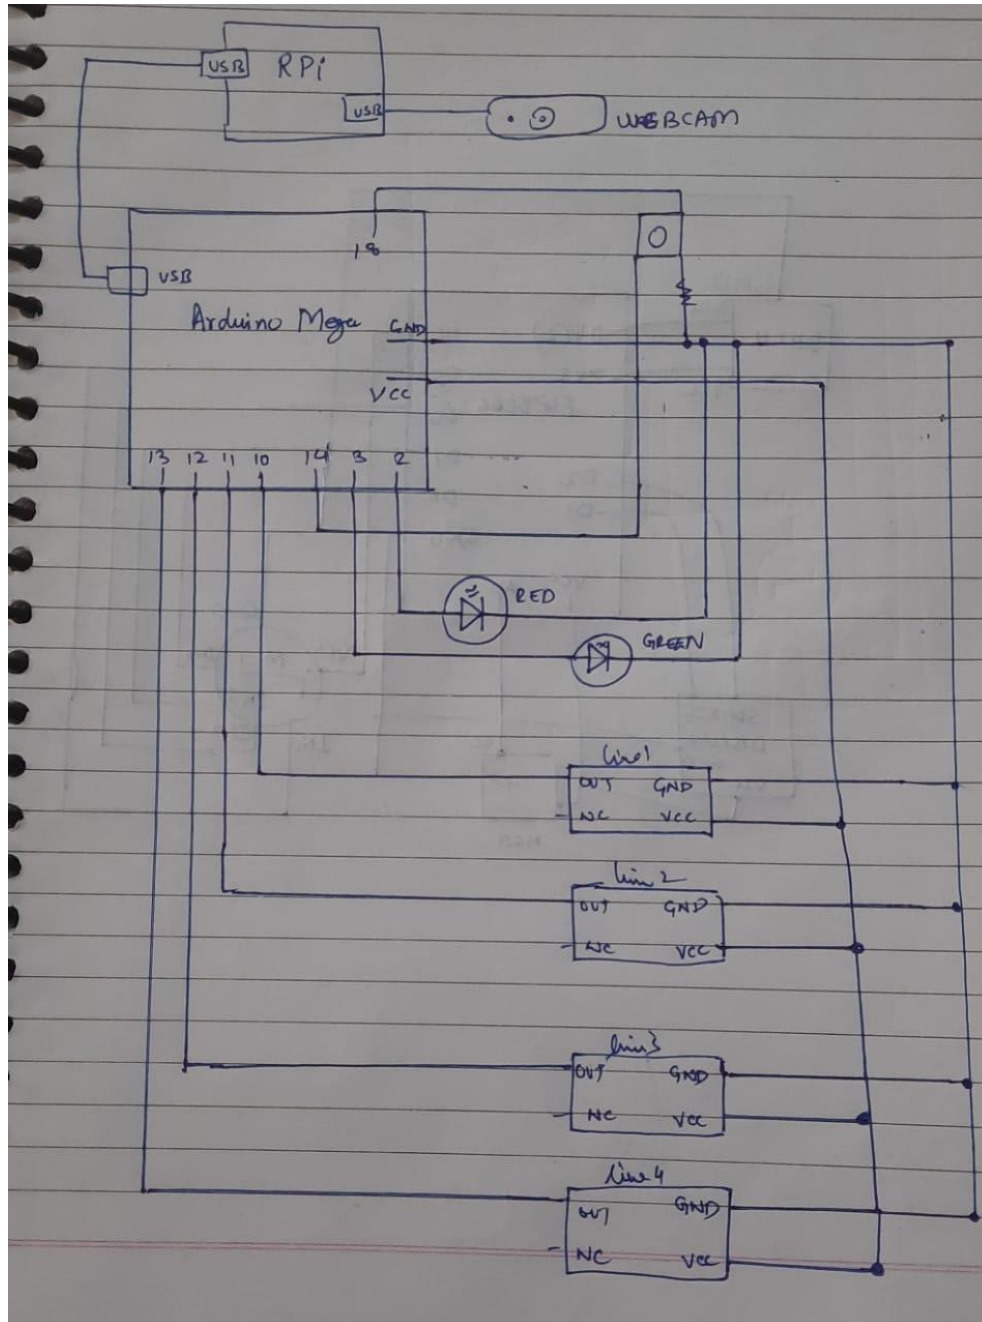 USB RPi
USB
WEBCAM
18
USB
Arduino Mega GND
VCC
13 12 11 10 14 3 2
RED
GREEN
line 1
OUT GND
NC VCC
line 2
OUT GND
NC VCC
line 3
OUT GND
NC VCC
line 4
OUT GND
NC VCC